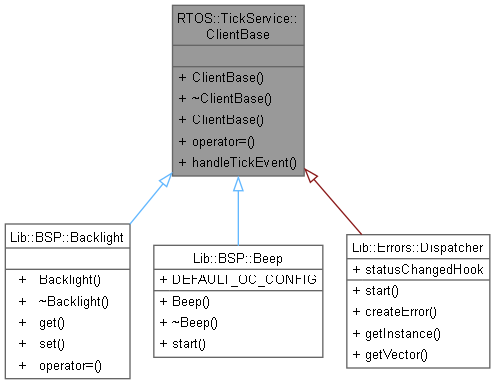 RTOS::TickService::
ClientBase
+ ClientBase()
+ ~ClientBase()
+ ClientBase()
+ operator=()
+ handleTickEvent()
Lib::BSP::Backlight
+ Backlight()
+ ~Backlight()
+ get()
+ set()
+ operator=()
Lib::BSP::Beep
+ DEFAULT_OC_CONFIG
+ Beep()
+ ~Beep()
+ start()
Lib::Errors::Dispatcher
+ statusChangedHook
+ start()
+ createError()
+ getInstance()
+ getVector()